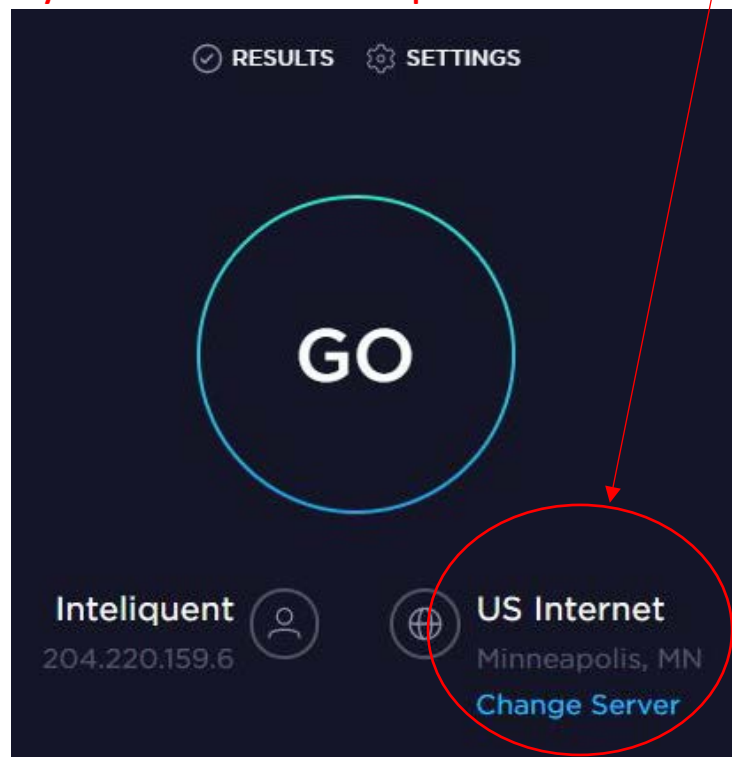 RESULTS SETTINGS
GO
Inteliquent
204.220.159.6
US Internet
Minneapolis, MN
Change Server